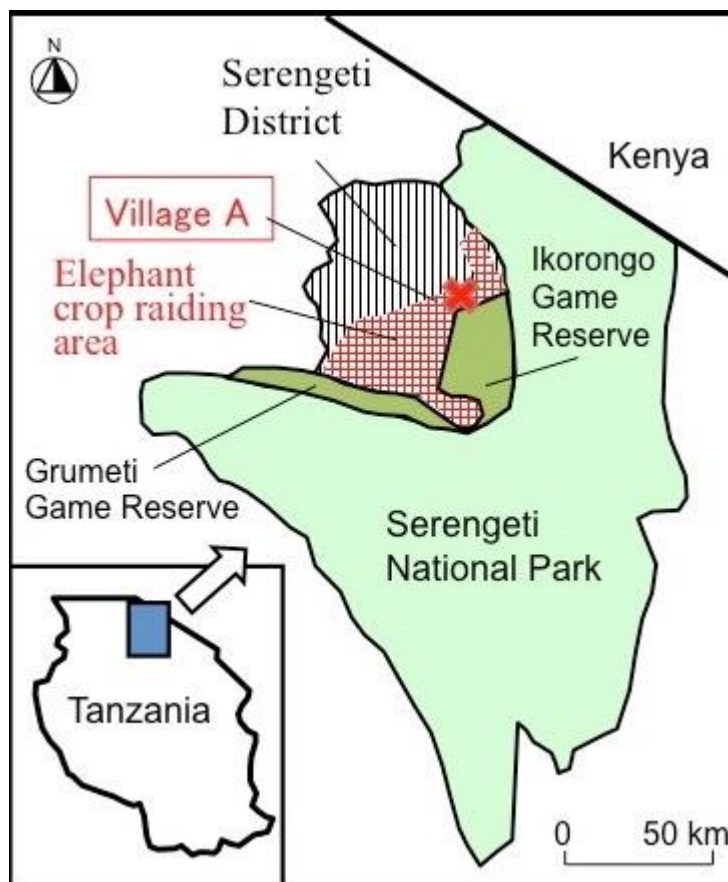 N
Serengeti
District
Kenya
Village A
Elephant
crop raiding
area
Ikorongo
Game
Reserve
Grumeti
Game Reserve
Serengeti
National Park
Tanzania
0 50 km